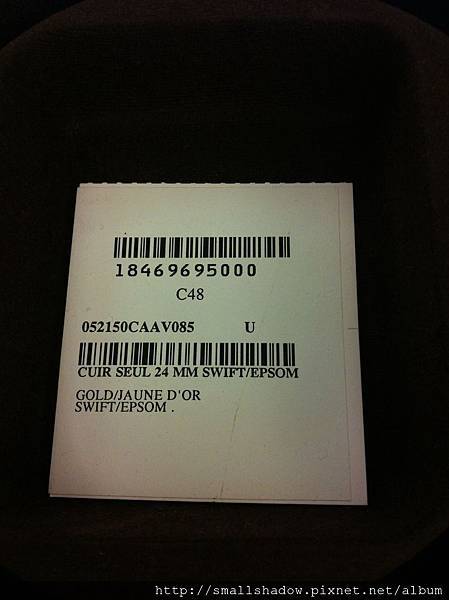 18469695000
C48
052150CAAV085 U
CUIR SEUL 24 MM SWIFT/EPSOM
GOLD/JAUNE D'OR
SWIFT/EPSOM .
http://smallshadow.pixnet.net/album